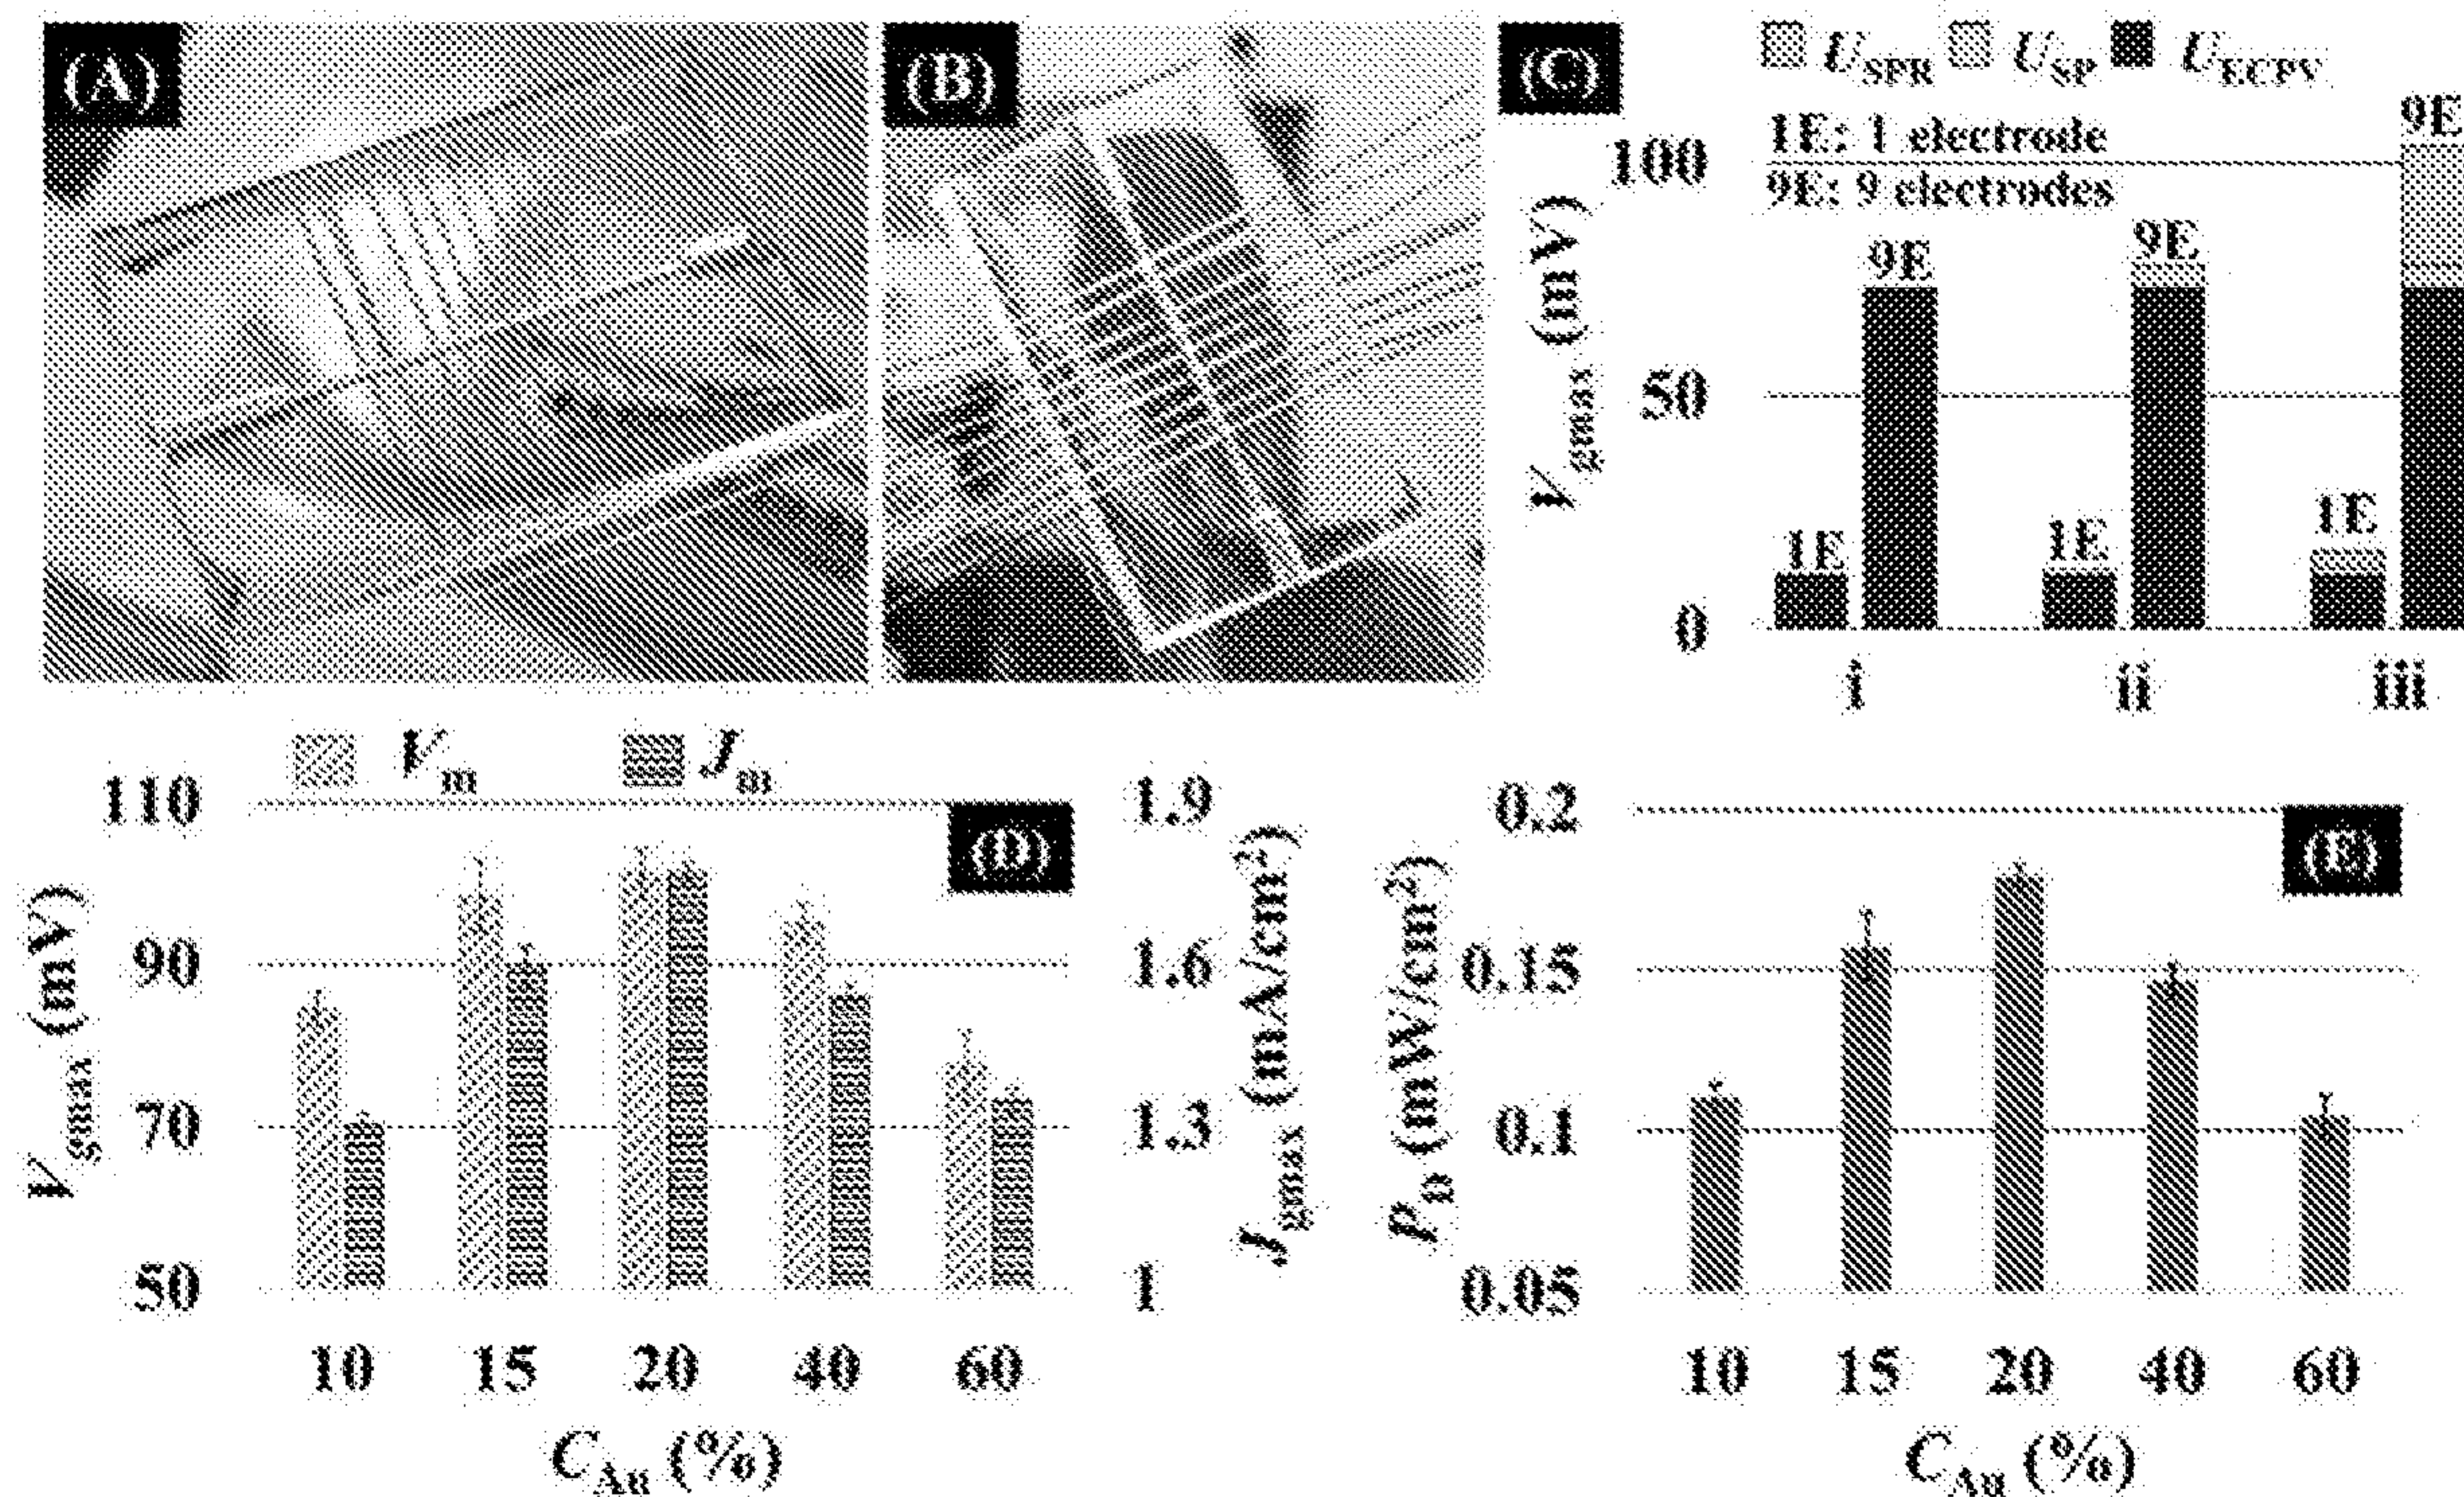 (A)
(B)
(C)
U_SPR U_SP U_ECPV
1E: 1 electrode
9E: 9 electrodes
V_gmax (mV)
100
50
0
1E 9E
1E 9E
1E 9E
i ii iii
V_m J_m
(D)
V_gmax (mV)
110
90
70
50
1.9
1.6
1.3
1
J_gmax (mA/cm²)
10 15 20 40 60
C_Au (%)
(E)
P_D (mW/cm²)
0.2
0.15
0.1
0.05
10 15 20 40 60
C_Au (%)